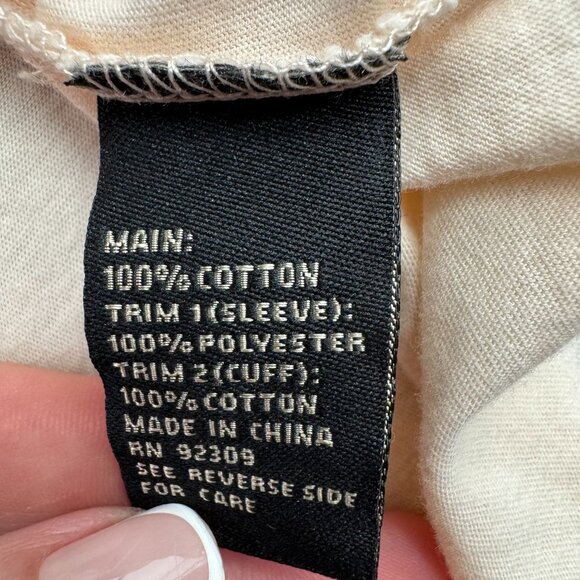 MAIN:
100% COTTON
TRIM 1 (SLEEVE):
100% POLYESTER
TRIM 2 (CUFF):
100% COTTON
MADE IN CHINA
RN 92309
SEE REVERSE SIDE
FOR CARE